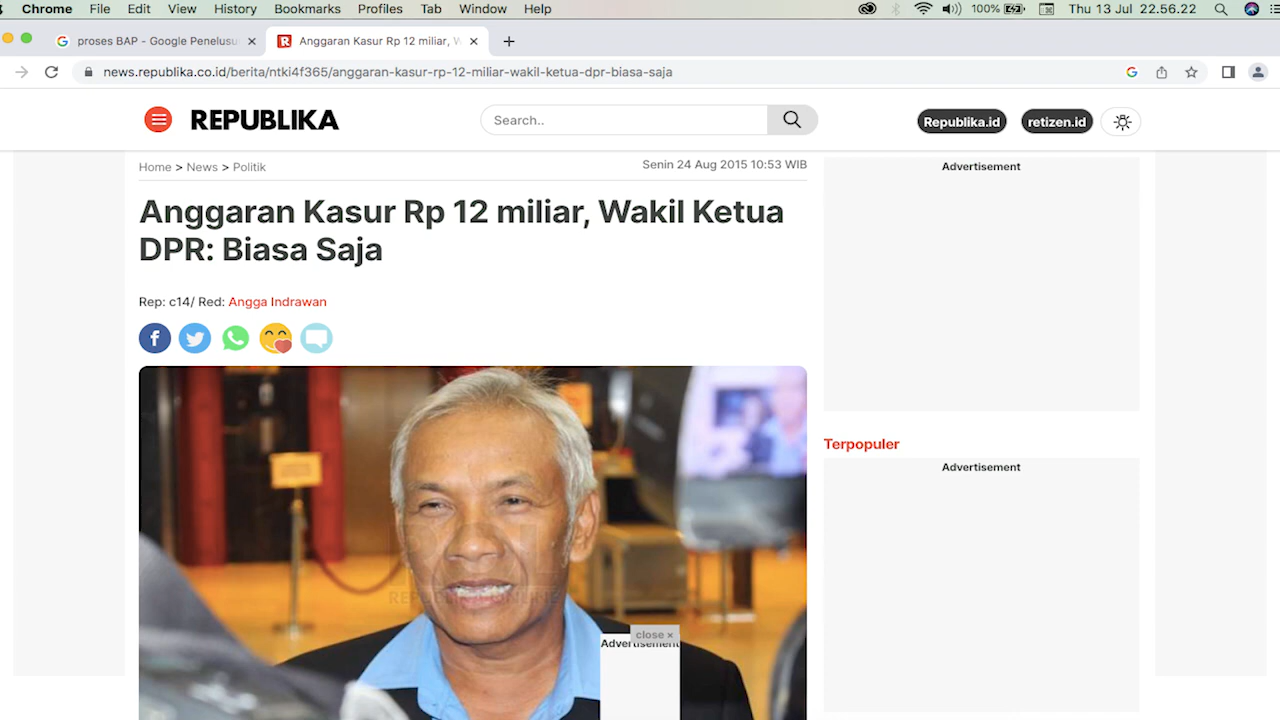 Chrome File Edit View History Bookmarks Profiles Tab Window Help 100% Thu 13 Jul 22.56.22
proses BAP - Google Penelusu
Anggaran Kasur Rp 12 miliar, W
news.republika.co.id/berita/ntki4f365/anggaran-kasur-rp-12-miliar-wakil-ketua-dpr-biasa-saja
REPUBLIKA
Search..
Republika.id
retizen.id
Home > News > Politik
Senin 24 Aug 2015 10:53 WIB
Anggaran Kasur Rp 12 miliar, Wakil Ketua
DPR: Biasa Saja
Rep: c14/ Red: Angga Indrawan
REPUBLIKA ONLINE
close ×
Advertisement
Advertisement
Terpopuler
Advertisement